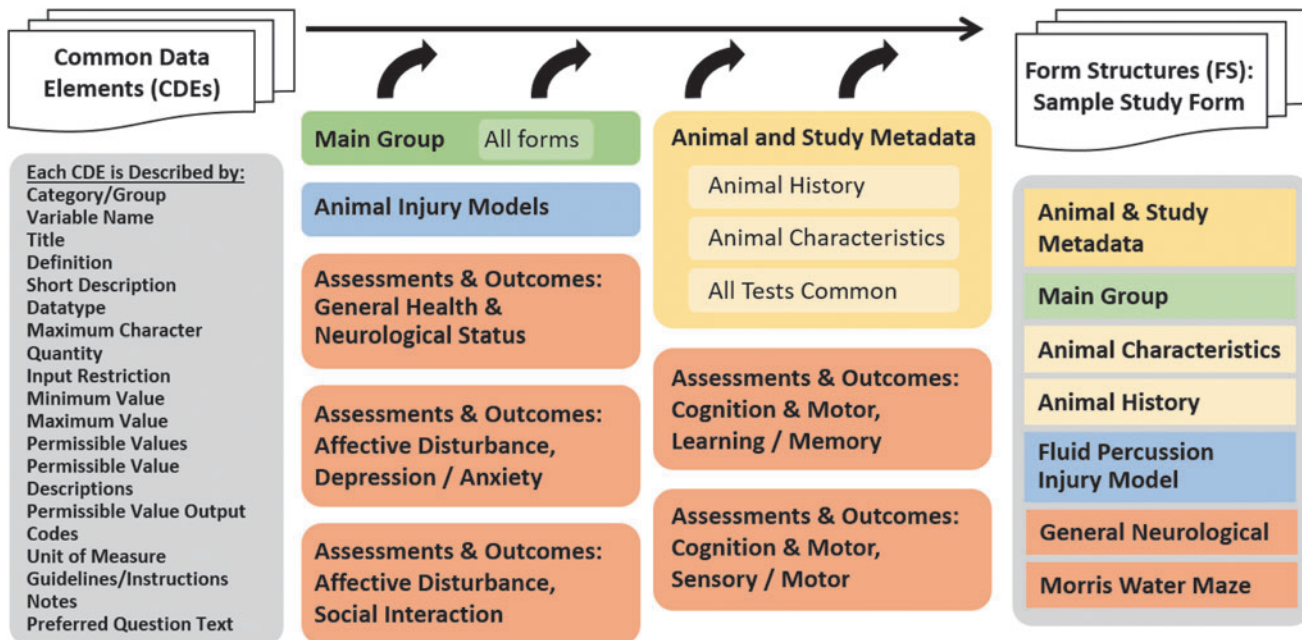 Common Data
Elements (CDEs)
Each CDE is Described by:
Category/Group
Variable Name
Title
Definition
Short Description
Datatype
Maximum Character
Quantity
Input Restriction
Minimum Value
Maximum Value
Permissible Values
Permissible Value
Descriptions
Permissible Value Output
Codes
Unit of Measure
Guidelines/Instructions
Notes
Preferred Question Text
Main Group
All forms
Animal Injury Models
Assessments & Outcomes:
General Health &
Neurological Status
Assessments & Outcomes:
Affective Disturbance,
Depression / Anxiety
Assessments & Outcomes:
Affective Disturbance,
Social Interaction
Animal and Study Metadata
Animal History
Animal Characteristics
All Tests Common
Assessments & Outcomes:
Cognition & Motor,
Learning / Memory
Assessments & Outcomes:
Cognition & Motor,
Sensory / Motor
Form Structures (FS):
Sample Study Form
Animal & Study
Metadata
Main Group
Animal Characteristics
Animal History
Fluid Percussion
Injury Model
General Neurological
Morris Water Maze